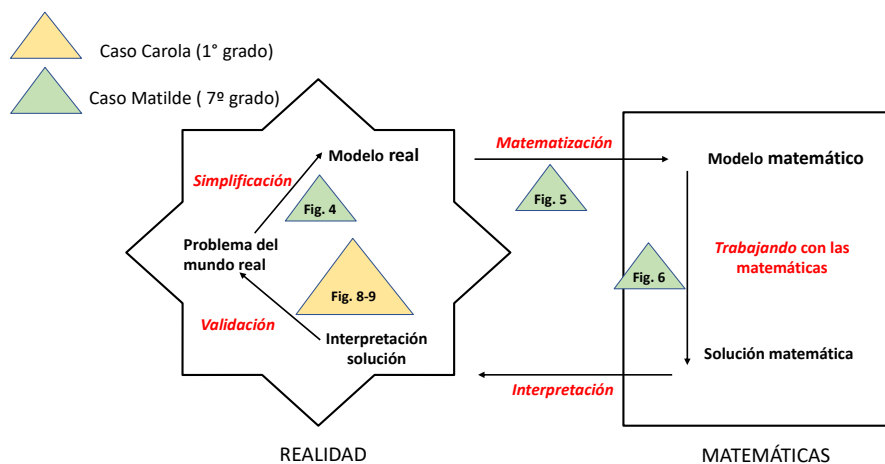 Caso Carola (1° grado)
Caso Matilde ( 7º grado)
Modelo real
Matematización
Modelo matemático
Simplificación
Fig. 4
Fig. 5
Problema del
mundo real
Trabajando con las
matemáticas
Fig. 6
Fig. 8-9
Validación
Interpretación
solución
Solución matemática
Interpretación
REALIDAD
MATEMÁTICAS